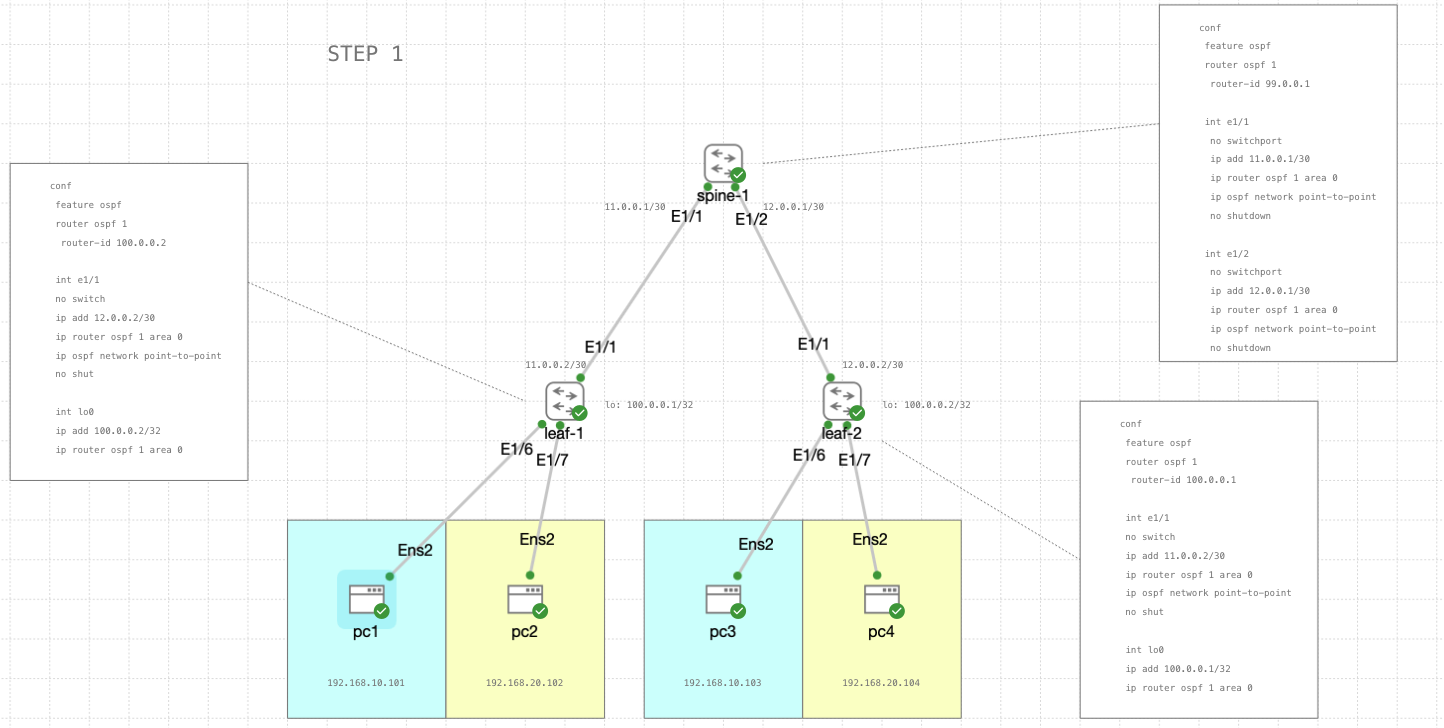 STEP 1
conf
feature ospf
router ospf 1
router-id 99.0.0.1
int e1/1
no switchport
ip add 11.0.0.1/30
ip router ospf 1 area 0
ip ospf network point-to-point
no shutdown
int e1/2
no switchport
ip add 12.0.0.1/30
ip router ospf 1 area 0
ip ospf network point-to-point
no shutdown
conf
feature ospf
router ospf 1
router-id 100.0.0.2
int e1/1
no switch
ip add 12.0.0.2/30
ip router ospf 1 area 0
ip ospf network point-to-point
no shut
int lo0
ip add 100.0.0.2/32
ip router ospf 1 area 0
spine-1
11.0.0.1/30
12.0.0.1/30
E1/1
E1/2
E1/1
E1/1
11.0.0.2/30
12.0.0.2/30
lo: 100.0.0.1/32
lo: 100.0.0.2/32
leaf-1
leaf-2
E1/6
E1/7
E1/6
E1/7
conf
feature ospf
router ospf 1
router-id 100.0.0.1
int e1/1
no switch
ip add 11.0.0.2/30
ip router ospf 1 area 0
ip ospf network point-to-point
no shut
int lo0
ip add 100.0.0.1/32
ip router ospf 1 area 0
Ens2
Ens2
Ens2
Ens2
pc1
pc2
pc3
pc4
192.168.10.101
192.168.20.102
192.168.10.103
192.168.20.104